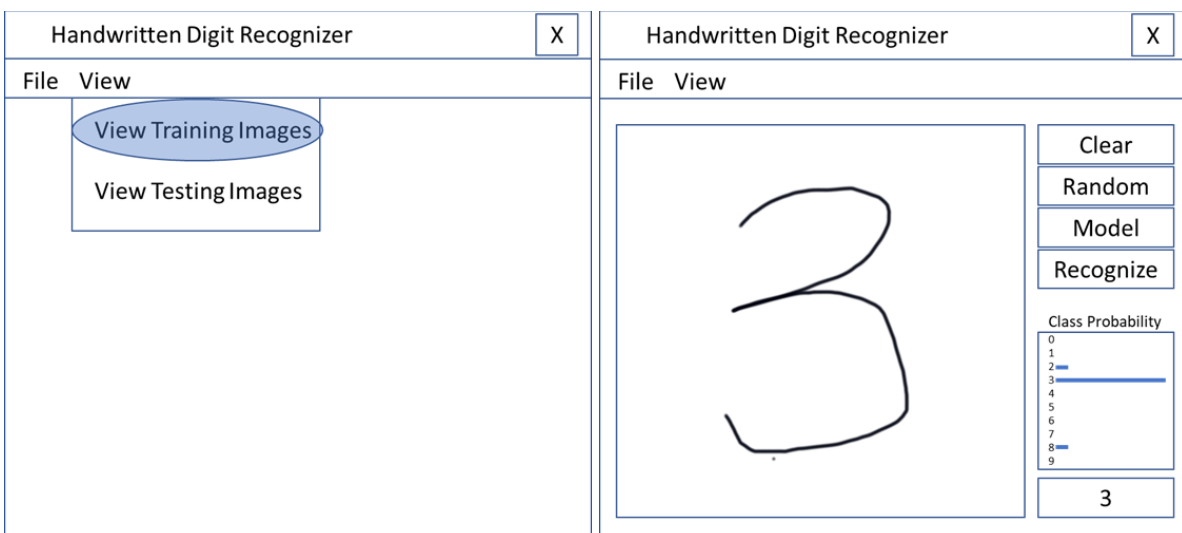 Handwritten Digit Recognizer X
File View
View Training Images
View Testing Images
Handwritten Digit Recognizer X
File View
3
Clear
Random
Model
Recognize
Class Probability
0
1
2
3
4
5
6
7
8
9
3